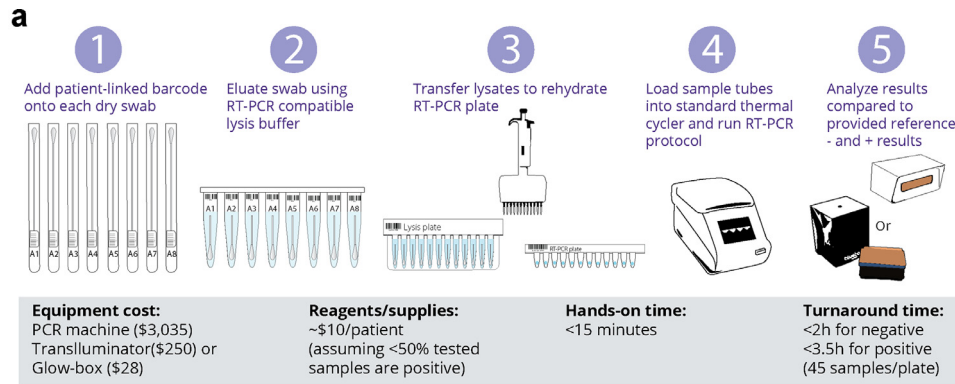 a
1
2
3
4
5
Add patient-linked barcode
onto each dry swab
Eluate swab using
RT-PCR compatible
lysis buffer
Transfer lysates to rehydrate
RT-PCR plate
Load sample tubes
into standard thermal
cycler and run RT-PCR
protocol
Analyze results
compared to
provided reference
- and + results
A1 A2 A3 A4 A5 A6 A7 A8
A1 A2 A3 A4 A5 A6 A7 A8
Lysis plate
RT-PCR plate
Or
Equipment cost:
PCR machine ($3,035)
Translluminator($250) or
Glow-box ($28)
Reagents/supplies:
~$10/patient
(assuming <50% tested
samples are positive)
Hands-on time:
<15 minutes
Turnaround time:
<2h for negative
<3.5h for positive
(45 samples/plate)